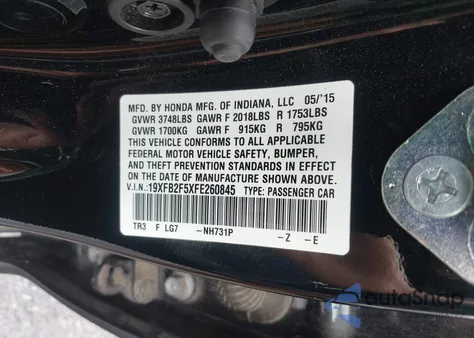 MFD. BY HONDA MFG. OF INDIANA, LLC 05/'15
GVWR 3748LBS GAWR F 2018LBS R 1753LBS
GVWR 1700KG GAWR F 915KG R 795KG
THIS VEHICLE CONFORMS TO ALL APPLICABLE
FEDERAL MOTOR VEHICLE SAFETY, BUMPER,
AND THEFT PREVENTION STANDARDS IN EFFECT
ON THE DATE OF MANUFACTURE SHOWN ABOVE.
V.I.N.: 19XFB2F5XFE260845 TYPE: PASSENGER CAR
TR3 F LG7 -NH731P -Z -E
autoSnap